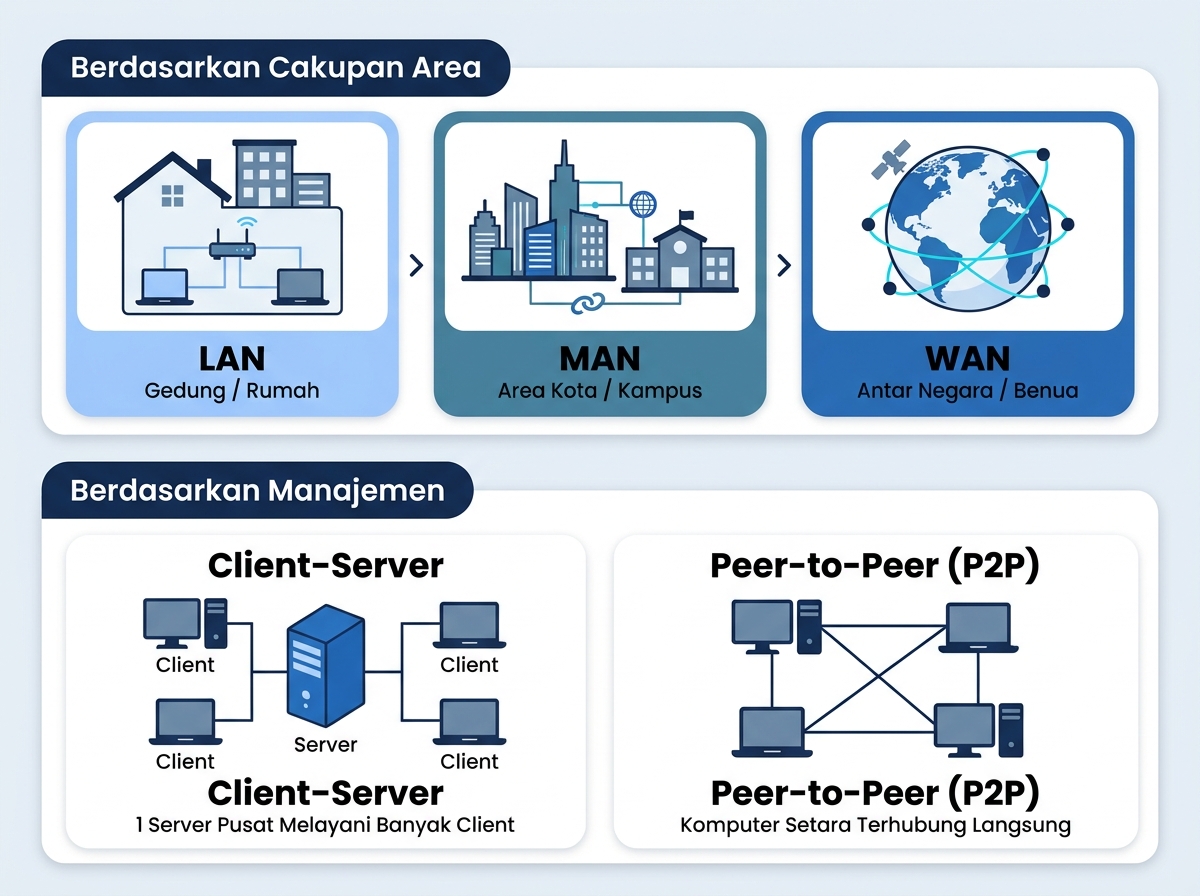 Berdasarkan Cakupan Area
LAN
Gedung / Rumah
MAN
Area Kota / Kampus
WAN
Antar Negara / Benua
Berdasarkan Manajemen
Client-Server
Client
Client
Server
Client
Client
Client-Server
1 Server Pusat Melayani Banyak Client
Peer-to-Peer (P2P)
Peer-to-Peer (P2P)
Komputer Setara Terhubung Langsung